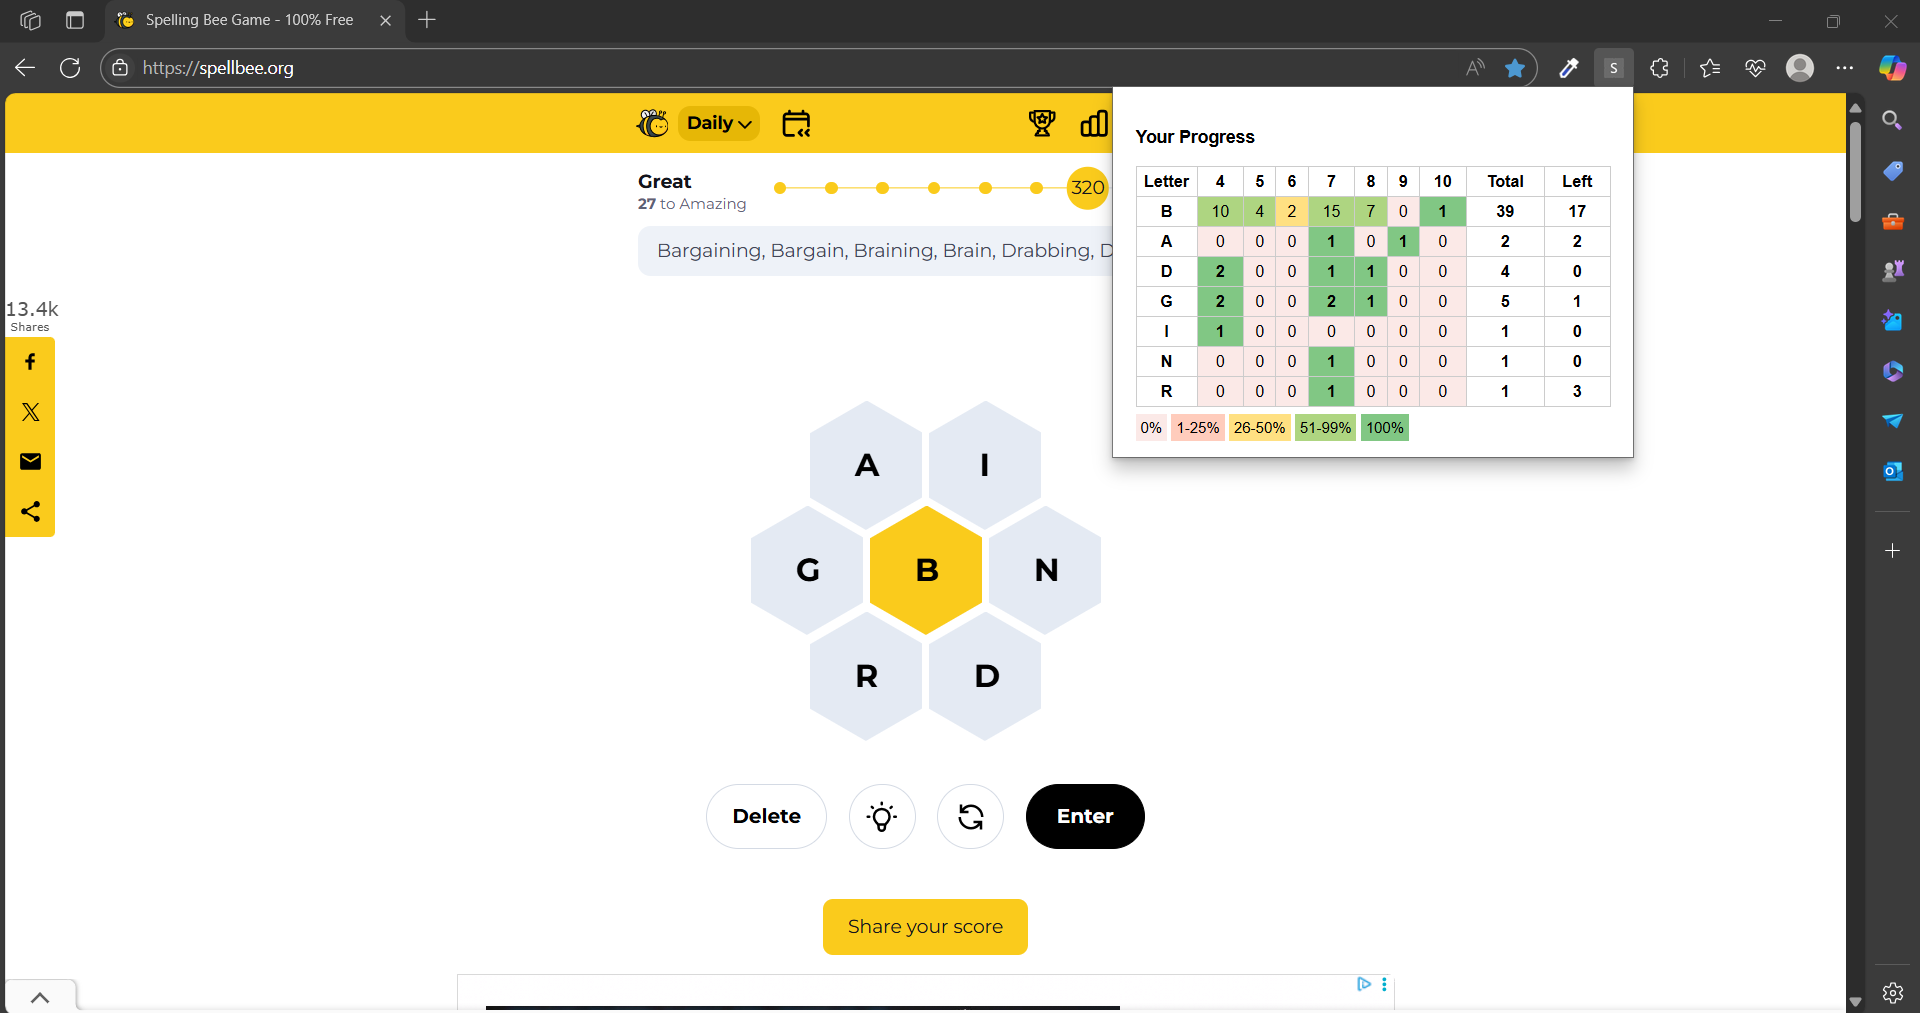 Spelling Bee Game - 100% Free
https://spellbee.org
S
Daily
Great
27 to Amazing
320
Bargaining, Bargain, Braining, Brain, Drabbing, D
Your Progress
Letter 4 5 6 7 8 9 10 Total Left
B 10 4 2 15 7 0 1 39 17
A 0 0 0 1 0 1 0 2 2
D 2 0 0 1 1 0 0 4 0
G 2 0 0 2 1 0 0 5 1
I 1 0 0 0 0 0 0 1 0
N 0 0 0 1 0 0 0 1 0
R 0 0 0 1 0 0 0 1 3
0% 1-25% 26-50% 51-99% 100%
13.4k
Shares
A I
G B N
R D
Delete Enter
Share your score